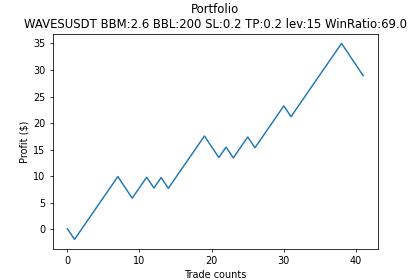 Portfolio
WAVESUSDT BBM:2.6 BBL:200 SL:0.2 TP:0.2 lev:15 WinRatio:69.0
35
30
25
20
15
10
5
0
Profit ($)
0 10 20 30 40
Trade counts